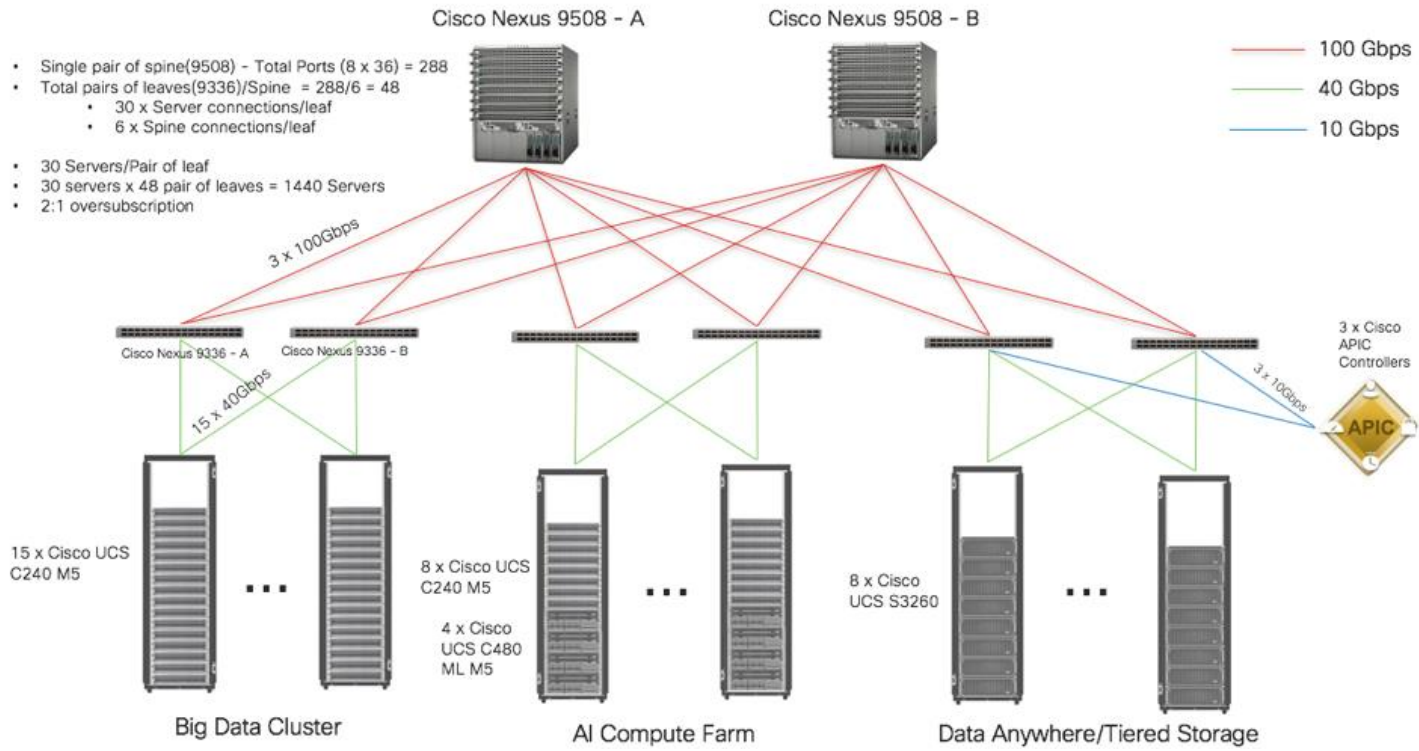 Cisco Nexus 9508 - A
Cisco Nexus 9508 - B
• Single pair of spine(9508) - Total Ports (8 x 36) = 288
• Total pairs of leaves(9336)/Spine = 288/6 = 48
• 30 x Server connections/leaf
• 6 x Spine connections/leaf
• 30 Servers/Pair of leaf
• 30 servers x 48 pair of leaves = 1440 Servers
• 2:1 oversubscription
100 Gbps
40 Gbps
10 Gbps
3 x 100Gbps
Cisco Nexus 9336 - A
Cisco Nexus 9336 - B
3 x Cisco
APIC
Controllers
15 x 40Gbps
3 x 10Gbps
APIC
15 x Cisco UCS
C240 M5
8 x Cisco UCS
C240 M5
4 x Cisco
UCS C480
ML M5
8 x Cisco
UCS S3260
Big Data Cluster
AI Compute Farm
Data Anywhere/Tiered Storage